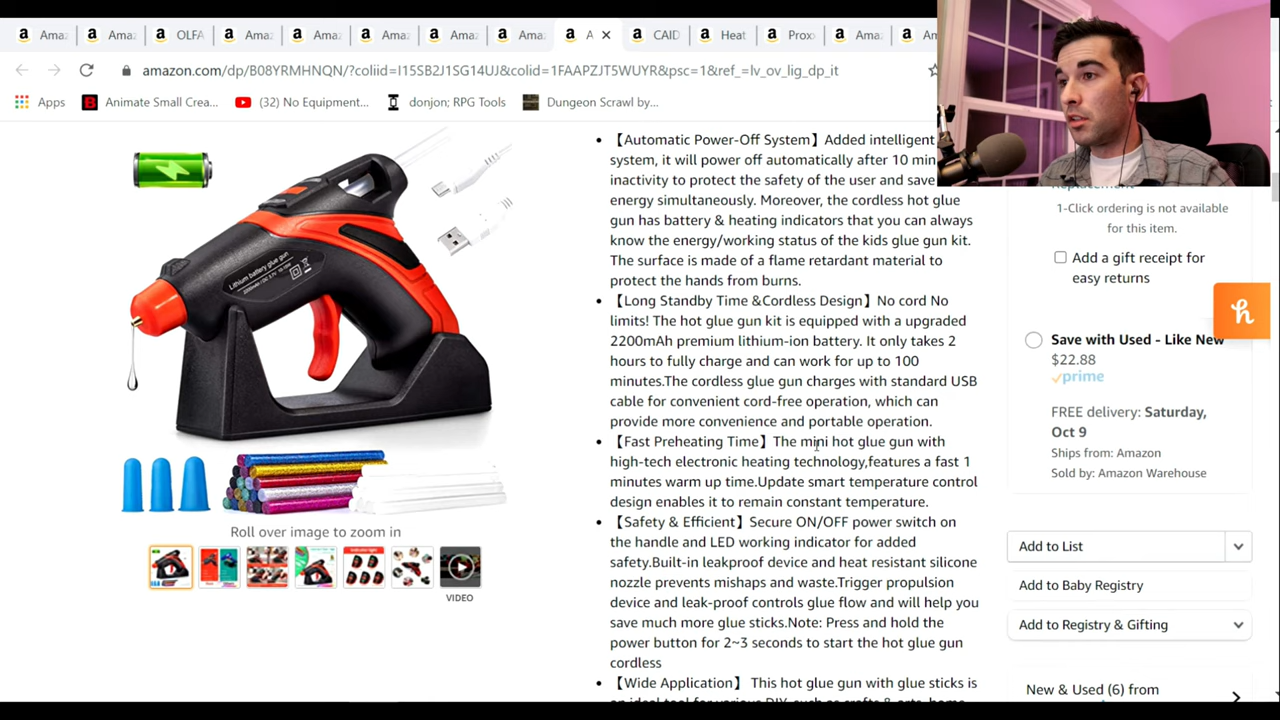 Amaz
Amaz
OLFA
Amaz
Amaz
Amaz
Amaz
Amaz
A
CAID
Heat
Prox
Amaz
Am
amazon.com/dp/B08YRMHNQN/?coliid=I15SB2J1SG14UJ&colid=1FAAPZJT5WUYR&psc=1&ref_=lv_ov_lig_dp_it
Apps
Animate Small Crea...
(32) No Equipment...
donjon; RPG Tools
Dungeon Scrawl by...
Lithium battery glue gun
Roll over image to zoom in
VIDEO
【Automatic Power-Off System】Added intelligent
system, it will power off automatically after 10 min
inactivity to protect the safety of the user and save
energy simultaneously. Moreover, the cordless hot glue
gun has battery & heating indicators that you can always
know the energy/working status of the kids glue gun kit.
The surface is made of a flame retardant material to
protect the hands from burns.
【Long Standby Time &Cordless Design】No cord No
limits! The hot glue gun kit is equipped with a upgraded
2200mAh premium lithium-ion battery. It only takes 2
hours to fully charge and can work for up to 100
minutes.The cordless glue gun charges with standard USB
cable for convenient cord-free operation, which can
provide more convenience and portable operation.
【Fast Preheating Time】The mini hot glue gun with
high-tech electronic heating technology,features a fast 1
minutes warm up time.Update smart temperature control
design enables it to remain constant temperature.
【Safety & Efficient】Secure ON/OFF power switch on
the handle and LED working indicator for added
safety.Built-in leakproof device and heat resistant silicone
nozzle prevents mishaps and waste.Trigger propulsion
device and leak-proof controls glue flow and will help you
save much more glue sticks.Note: Press and hold the
power button for 2~3 seconds to start the hot glue gun
cordless
【Wide Application】 This hot glue gun with glue sticks is
Replacement
1-Click ordering is not available
for this item.
Add a gift receipt for
easy returns
Save with Used - Like New
$22.88
prime
FREE delivery: Saturday,
Oct 9
Ships from: Amazon
Sold by: Amazon Warehouse
Add to List
Add to Baby Registry
Add to Registry & Gifting
New & Used (6) from